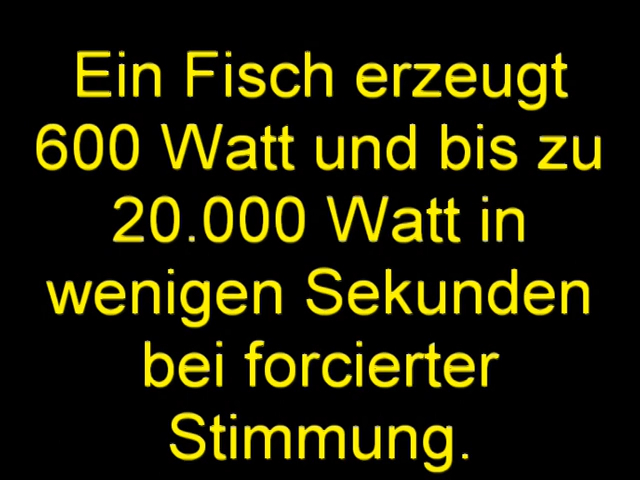 Ein Fisch erzeugt
600 Watt und bis zu
20.000 Watt in
wenigen Sekunden
bei forcierter
Stimmung.